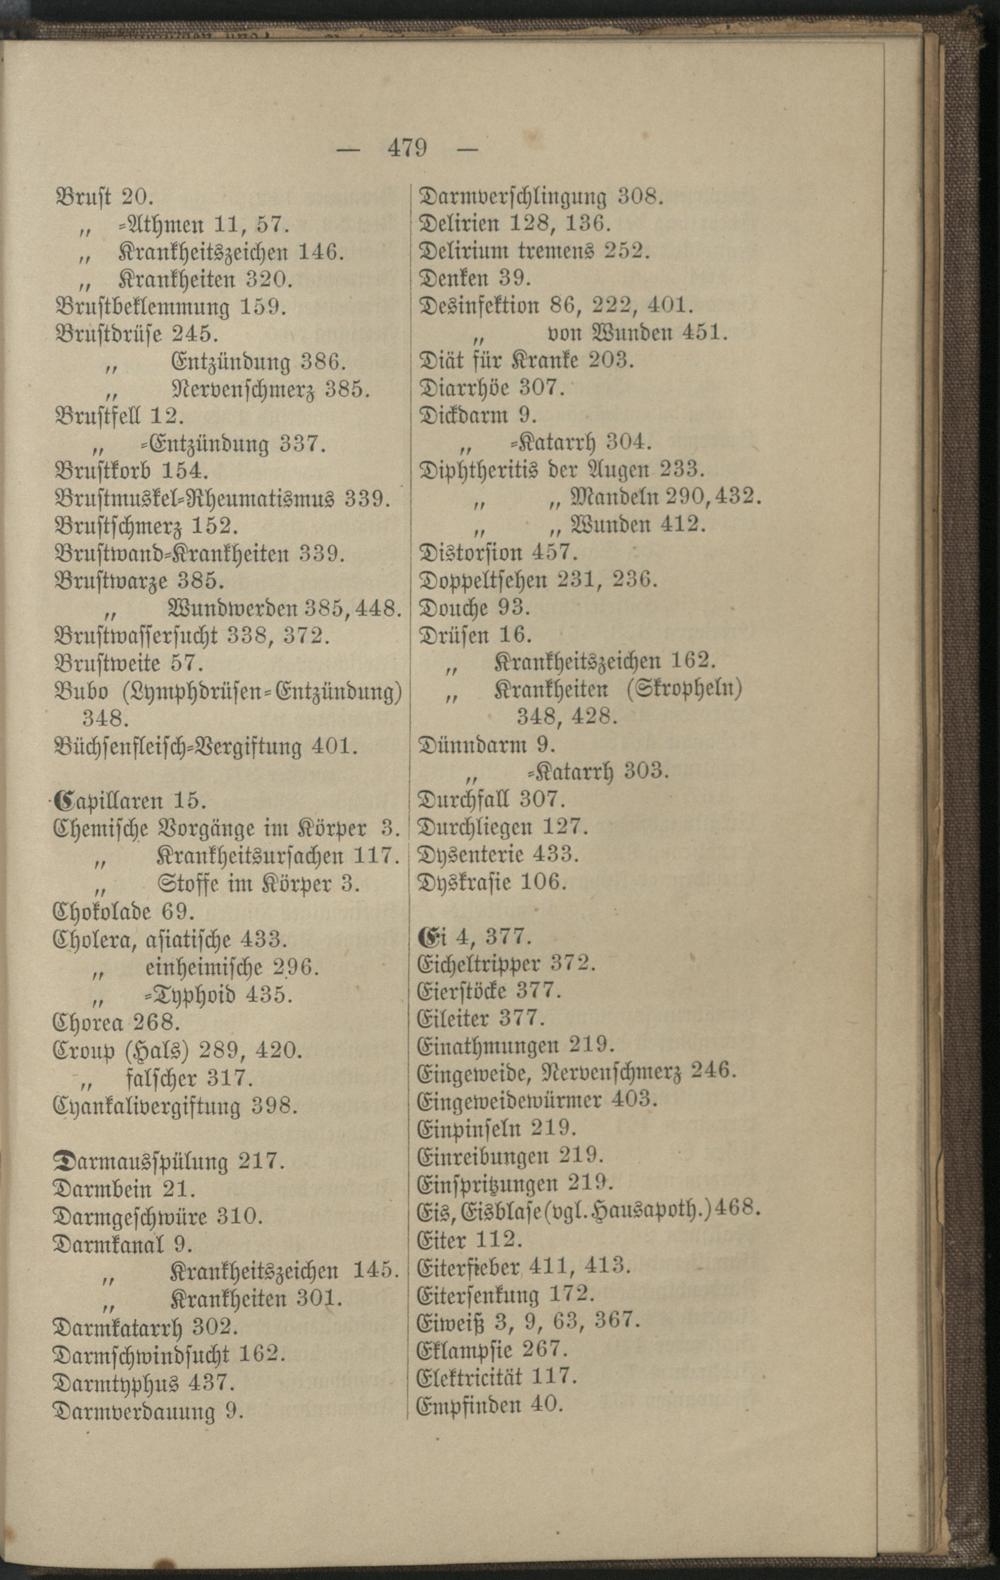 — 479 —
Brust 20.
„ -Athmen 11, 57.
„ Krankheitszeichen 146.
„ Krankheiten 320.
Brustbeklemmung 159.
Brustdrüse 245.
„ Entzündung 386.
„ Nervenschmerz 385.
Brustfell 12.
„ -Entzündung 337.
Brustkorb 154.
Brustmuskel-Rheumatismus 339.
Brustschmerz 152.
Brustwand-Krankheiten 339.
Brustwarze 385.
„ Wundwerden 385, 448.
Brustwassersucht 338, 372.
Brustweite 57.
Bubo (Lymphdrüsen-Entzündung)
348.
Büchsenfleisch-Vergiftung 401.
Capillaren 15.
Chemische Vorgänge im Körper 3.
„ Krankheitsursachen 117.
„ Stoffe im Körper 3.
Chokolade 69.
Cholera, asiatische 433.
„ einheimische 296.
„ -Typhoid 435.
Chorea 268.
Croup (Hals) 289, 420.
„ falscher 317.
Cyankalivergiftung 398.
Darmausspülung 217.
Darmbein 21.
Darmgeschwüre 310.
Darmkanal 9.
„ Krankheitszeichen 145.
„ Krankheiten 301.
Darmkatarrh 302.
Darmschwindsucht 162.
Darmtyphus 437.
Darmverdauung 9.
Darmverschlingung 308.
Delirien 128, 136.
Delirium tremens 252.
Denken 39.
Desinfektion 86, 222, 401.
„ von Wunden 451.
Diät für Kranke 203.
Diarrhöe 307.
Dickdarm 9.
„ -Katarrh 304.
Diphtheritis der Augen 233.
„ „ Mandeln 290, 432.
„ „ Wunden 412.
Distorsion 457.
Doppeltsehen 231, 236.
Douche 93.
Drüsen 16.
„ Krankheitszeichen 162.
„ Krankheiten (Skropheln)
348, 428.
Dünndarm 9.
„ -Katarrh 303.
Durchfall 307.
Durchliegen 127.
Dysenterie 433.
Dyskrasie 106.
Ei 4, 377.
Eicheltripper 372.
Eierstöcke 377.
Eileiter 377.
Einathmungen 219.
Eingeweide, Nervenschmerz 246.
Eingeweidewürmer 403.
Einpinseln 219.
Einreibungen 219.
Einspritzungen 219.
Eis, Eisblase (vgl. Hausapoth.) 468.
Eiter 112.
Eiterfieber 411, 413.
Eitersenkung 172.
Eiweiß 3, 9, 63, 367.
Eklampsie 267.
Elektricität 117.
Empfinden 40.